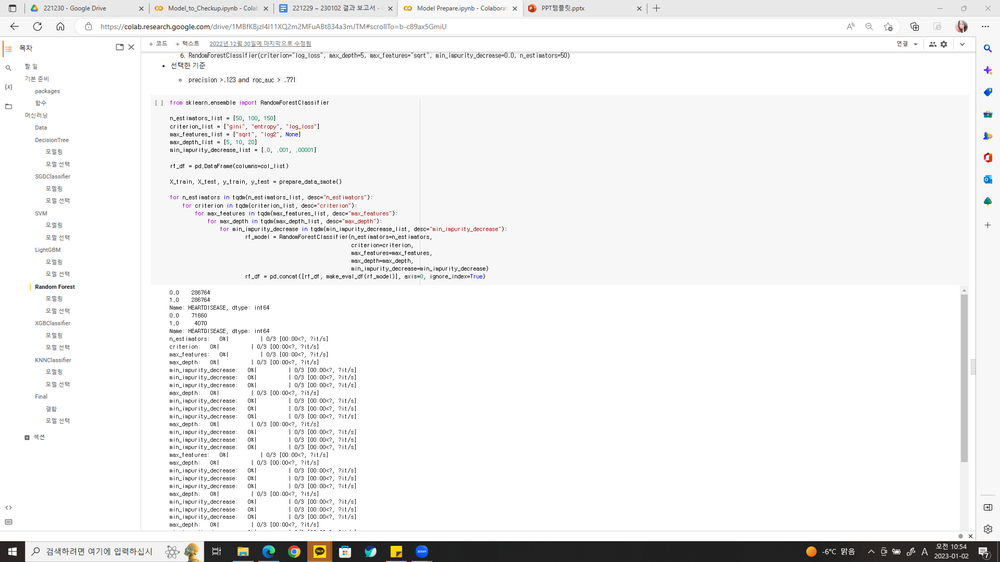 221230 - Google Drive
Model_to_Checkup.ipynb - Colab
221229 ~ 230102 결과 보고서 -
Model Prepare.ipynb - Colaborat
PPT템플릿.pptx
https://colab.research.google.com/drive/1MBfKBjzI4I11XQ2m2MFuABt834a3mJTM#scrollTo=b-c89ax5GmiU
목차
+ 코드
+ 텍스트
2022년 12월 30일에 마지막으로 수정됨
연결
할 일
기본 준비
packages
함수
머신러닝
Data
DecisionTree
모델링
모델 선택
SGDClassifier
모델링
모델 선택
SVM
모델링
모델 선택
LightGBM
모델링
모델 선택
Random Forest
모델링
모델 선택
XGBClassifier
모델링
모델 선택
KNNClassifier
모델링
모델 선택
Final
결합
모델 선택
섹션
6. RandomForestClassifier(criterion="log_loss", max_depth=5, max_features="sqrt", min_impurity_decrease=0.0, n_estimators=50)
• 선택한 기준
◦ precision >.123 and roc_auc > .771
[ ] from sklearn.ensemble import RandomForestClassifier
n_estimators_list = [50, 100, 150]
criterion_list = ["gini", "entropy", "log_loss"]
max_features_list = ["sqrt", "log2", None]
max_depth_list = [5, 10, 20]
min_impurity_decrease_list = [.0, .001, .00001]
rf_df = pd.DataFrame(columns=col_list)
X_train, X_test, y_train, y_test = prepare_data_smote()
for n_estimators in tqdm(n_estimators_list, desc="n_estimators"):
for criterion in tqdm(criterion_list, desc="criterion"):
for max_features in tqdm(max_features_list, desc="max_features"):
for max_depth in tqdm(max_depth_list, desc="max_depth"):
for min_impurity_decrease in tqdm(min_impurity_decrease_list, desc="min_impurity_decrease"):
rf_model = RandomForestClassifier(n_estimators=n_estimators,
criterion=criterion,
max_features=max_features,
max_depth=max_depth,
min_impurity_decrease=min_impurity_decrease)
rf_df = pd.concat([rf_df, make_eval_df(rf_model)], axis=0, ignore_index=True)
0.0 286764
1.0 286764
Name: HEARTDISEASE, dtype: int64
0.0 71660
1.0 4070
Name: HEARTDISEASE, dtype: int64
n_estimators: 0%| | 0/3 [00:00<?, ?it/s]
criterion: 0%| | 0/3 [00:00<?, ?it/s]
max_features: 0%| | 0/3 [00:00<?, ?it/s]
max_depth: 0%| | 0/3 [00:00<?, ?it/s]
min_impurity_decrease: 0%| | 0/3 [00:00<?, ?it/s]
min_impurity_decrease: 0%| | 0/3 [00:00<?, ?it/s]
min_impurity_decrease: 0%| | 0/3 [00:00<?, ?it/s]
max_depth: 0%| | 0/3 [00:00<?, ?it/s]
min_impurity_decrease: 0%| | 0/3 [00:00<?, ?it/s]
min_impurity_decrease: 0%| | 0/3 [00:00<?, ?it/s]
min_impurity_decrease: 0%| | 0/3 [00:00<?, ?it/s]
max_depth: 0%| | 0/3 [00:00<?, ?it/s]
min_impurity_decrease: 0%| | 0/3 [00:00<?, ?it/s]
min_impurity_decrease: 0%| | 0/3 [00:00<?, ?it/s]
min_impurity_decrease: 0%| | 0/3 [00:00<?, ?it/s]
max_features: 0%| | 0/3 [00:00<?, ?it/s]
max_depth: 0%| | 0/3 [00:00<?, ?it/s]
min_impurity_decrease: 0%| | 0/3 [00:00<?, ?it/s]
min_impurity_decrease: 0%| | 0/3 [00:00<?, ?it/s]
min_impurity_decrease: 0%| | 0/3 [00:00<?, ?it/s]
max_depth: 0%| | 0/3 [00:00<?, ?it/s]
min_impurity_decrease: 0%| | 0/3 [00:00<?, ?it/s]
min_impurity_decrease: 0%| | 0/3 [00:00<?, ?it/s]
min_impurity_decrease: 0%| | 0/3 [00:00<?, ?it/s]
max_depth: 0%| | 0/3 [00:00<?, ?it/s]
검색하려면 여기에 입력하십시
TALK
zoom
-6°C 맑음
A
오전 10:54
2023-01-02
7